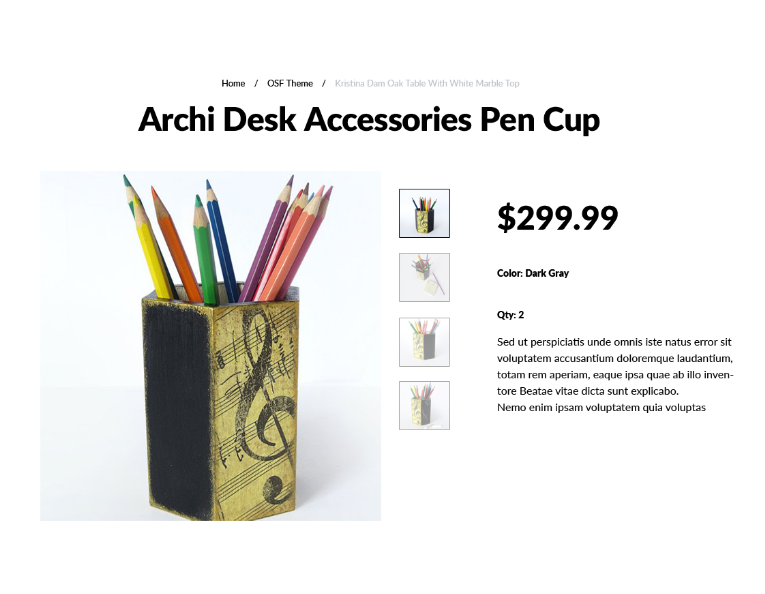 Home / OSF Theme / Kristina Dam Oak Table With White Marble Top
Archi Desk Accessories Pen Cup
$299.99
Color: Dark Gray
Qty: 2
Sed ut perspiciatis unde omnis iste natus error sit
voluptatem accusantium doloremque laudantium,
totam rem aperiam, eaque ipsa quae ab illo inven-
tore Beatae vitae dicta sunt explicabo.
Nemo enim ipsam voluptatem quia voluptas